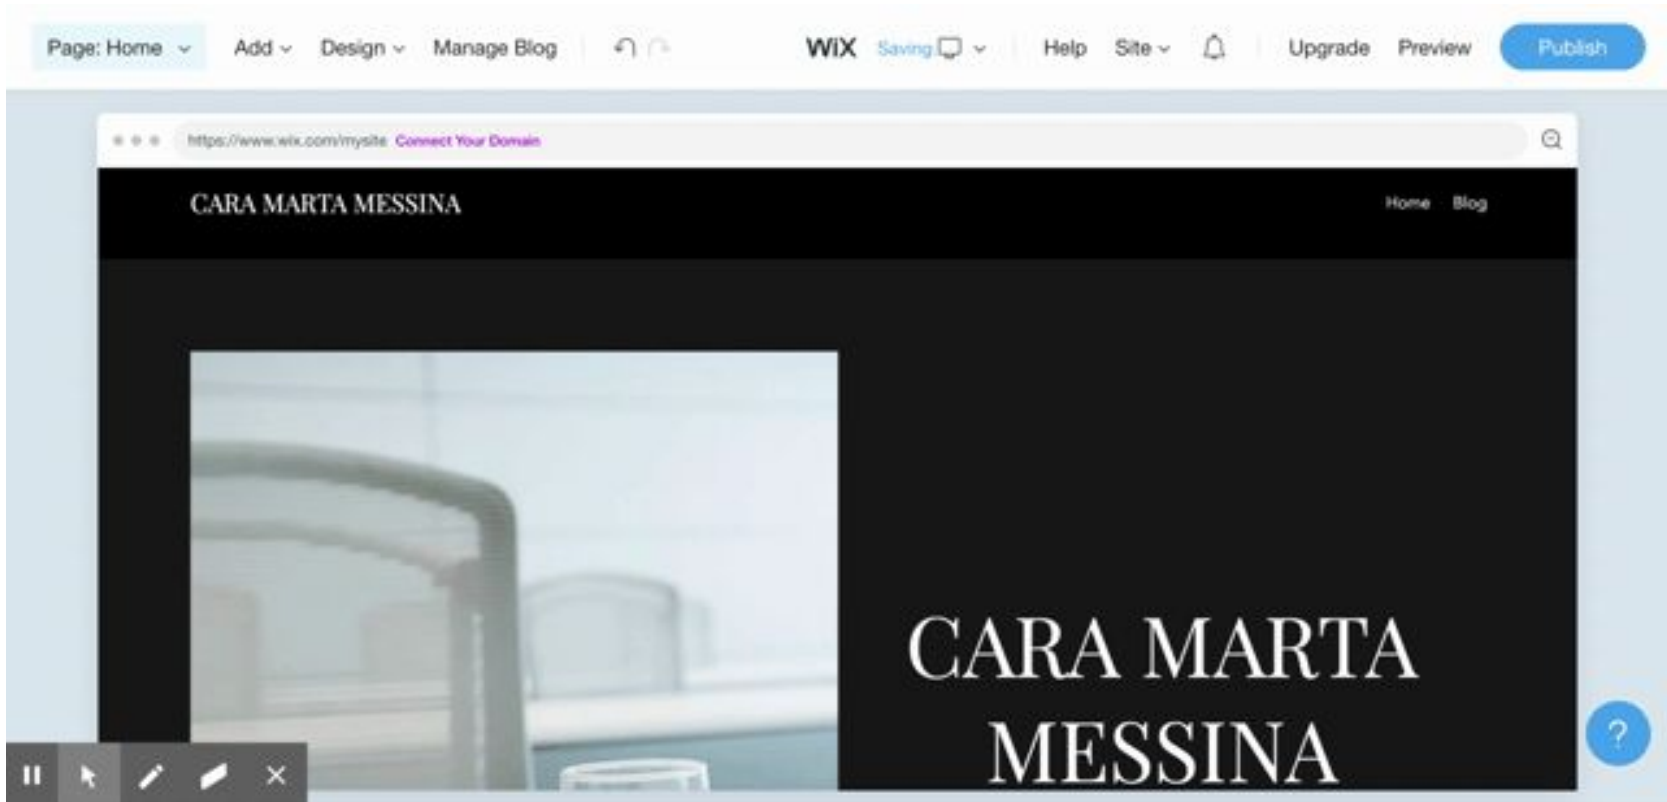 Page: Home Add Design Manage Blog WiX Saving Help Site Upgrade Preview Publish
https://www.wix.com/mysite Connect Your Domain
CARA MARTA MESSINA Home Blog
CARA MARTA
MESSINA
?